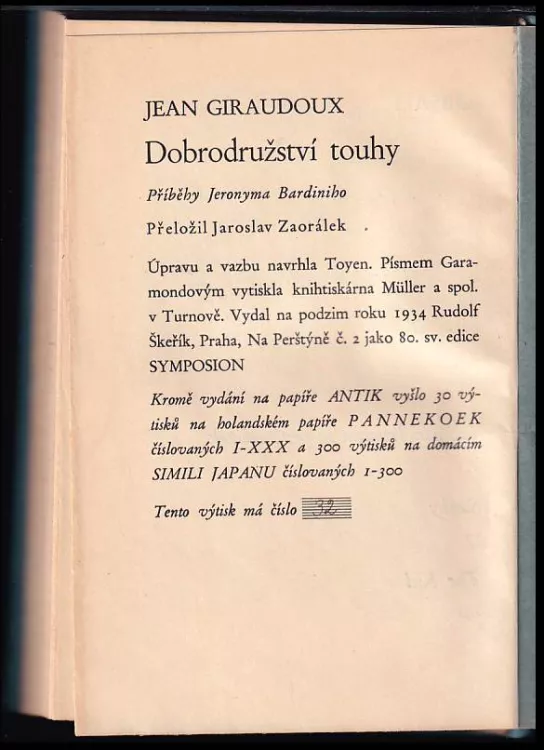 JEAN GIRAUDOUX
Dobrodružství touhy
Příběhy Jeronyma Bardiniho
Přeložil Jaroslav Zaorálek
Úpravu a vazbu navrhla Toyen. Písmem Gara-
mondovým vytiskla knihtiskárna Müller a spol.
v Turnově. Vydal na podzim roku 1934 Rudolf
Škeřík, Praha, Na Perštýně č. 2 jako 80. sv. edice
SYMPOSION
Kromě vydání na papíře ANTIK vyšlo 30 vý-
tisků na holandském papíře PANNEKOEK
číslovaných I-XXX a 300 výtisků na domácím
SIMILI JAPANU číslovaných 1-300
Tento výtisk má číslo 32